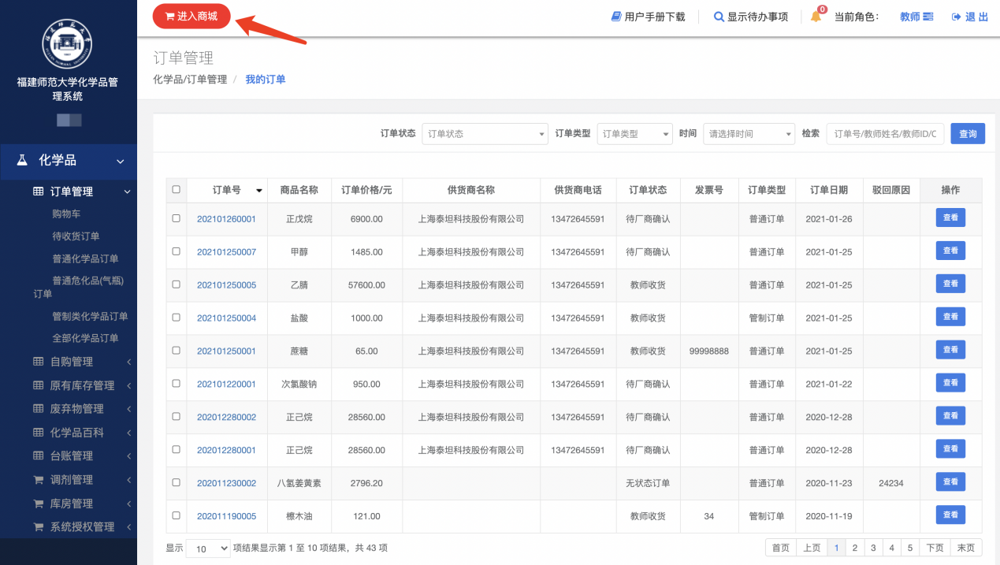 进入商城
用户手册下载
显示待办事项
0
当前角色：
教师
退 出
福建师范大学化学品管
理系统
化学品
订单管理
购物车
待收货订单
普通化学品订单
普通危化品(气瓶)
订单
管制类化学品订单
全部化学品订单
自购管理
原有库存管理
废弃物管理
化学品百科
台账管理
调剂管理
库房管理
系统授权管理
订单管理
化学品/订单管理 / 我的订单
订单状态 订单状态 订单类型 订单类型 时间 请选择时间 检索 订单号/教师姓名/教师ID/C 查询
订单号 商品名称 订单价格/元 供货商名称 供货商电话 订单状态 发票号 订单类型 订单日期 驳回原因 操作
202101260001 正戊烷 6900.00 上海泰坦科技股份有限公司 13472645591 待厂商确认 普通订单 2021-01-26 查看
202101250007 甲醇 1485.00 上海泰坦科技股份有限公司 13472645591 待厂商确认 普通订单 2021-01-25 查看
202101250005 乙腈 57600.00 上海泰坦科技股份有限公司 13472645591 教师收货 普通订单 2021-01-25 查看
202101250004 盐酸 1000.00 上海泰坦科技股份有限公司 13472645591 教师收货 管制订单 2021-01-25 查看
202101250001 蔗糖 65.00 上海泰坦科技股份有限公司 13472645591 教师收货 99998888 普通订单 2021-01-25 查看
202101220001 次氯酸钠 950.00 上海泰坦科技股份有限公司 13472645591 待厂商确认 普通订单 2021-01-22 查看
202012280002 正己烷 28560.00 上海泰坦科技股份有限公司 13472645591 待厂商确认 普通订单 2020-12-28 查看
202012280001 正己烷 28560.00 上海泰坦科技股份有限公司 13472645591 待厂商确认 普通订单 2020-12-28 查看
202011230002 八氢姜黄素 2796.20 无状态订单 普通订单 2020-11-23 24234 查看
202011190005 檫木油 121.00 教师收货 34 管制订单 2020-11-19 查看
显示 10 项结果显示第 1 至 10 项结果，共 43 项
首页 上页 1 2 3 4 5 下页 末页